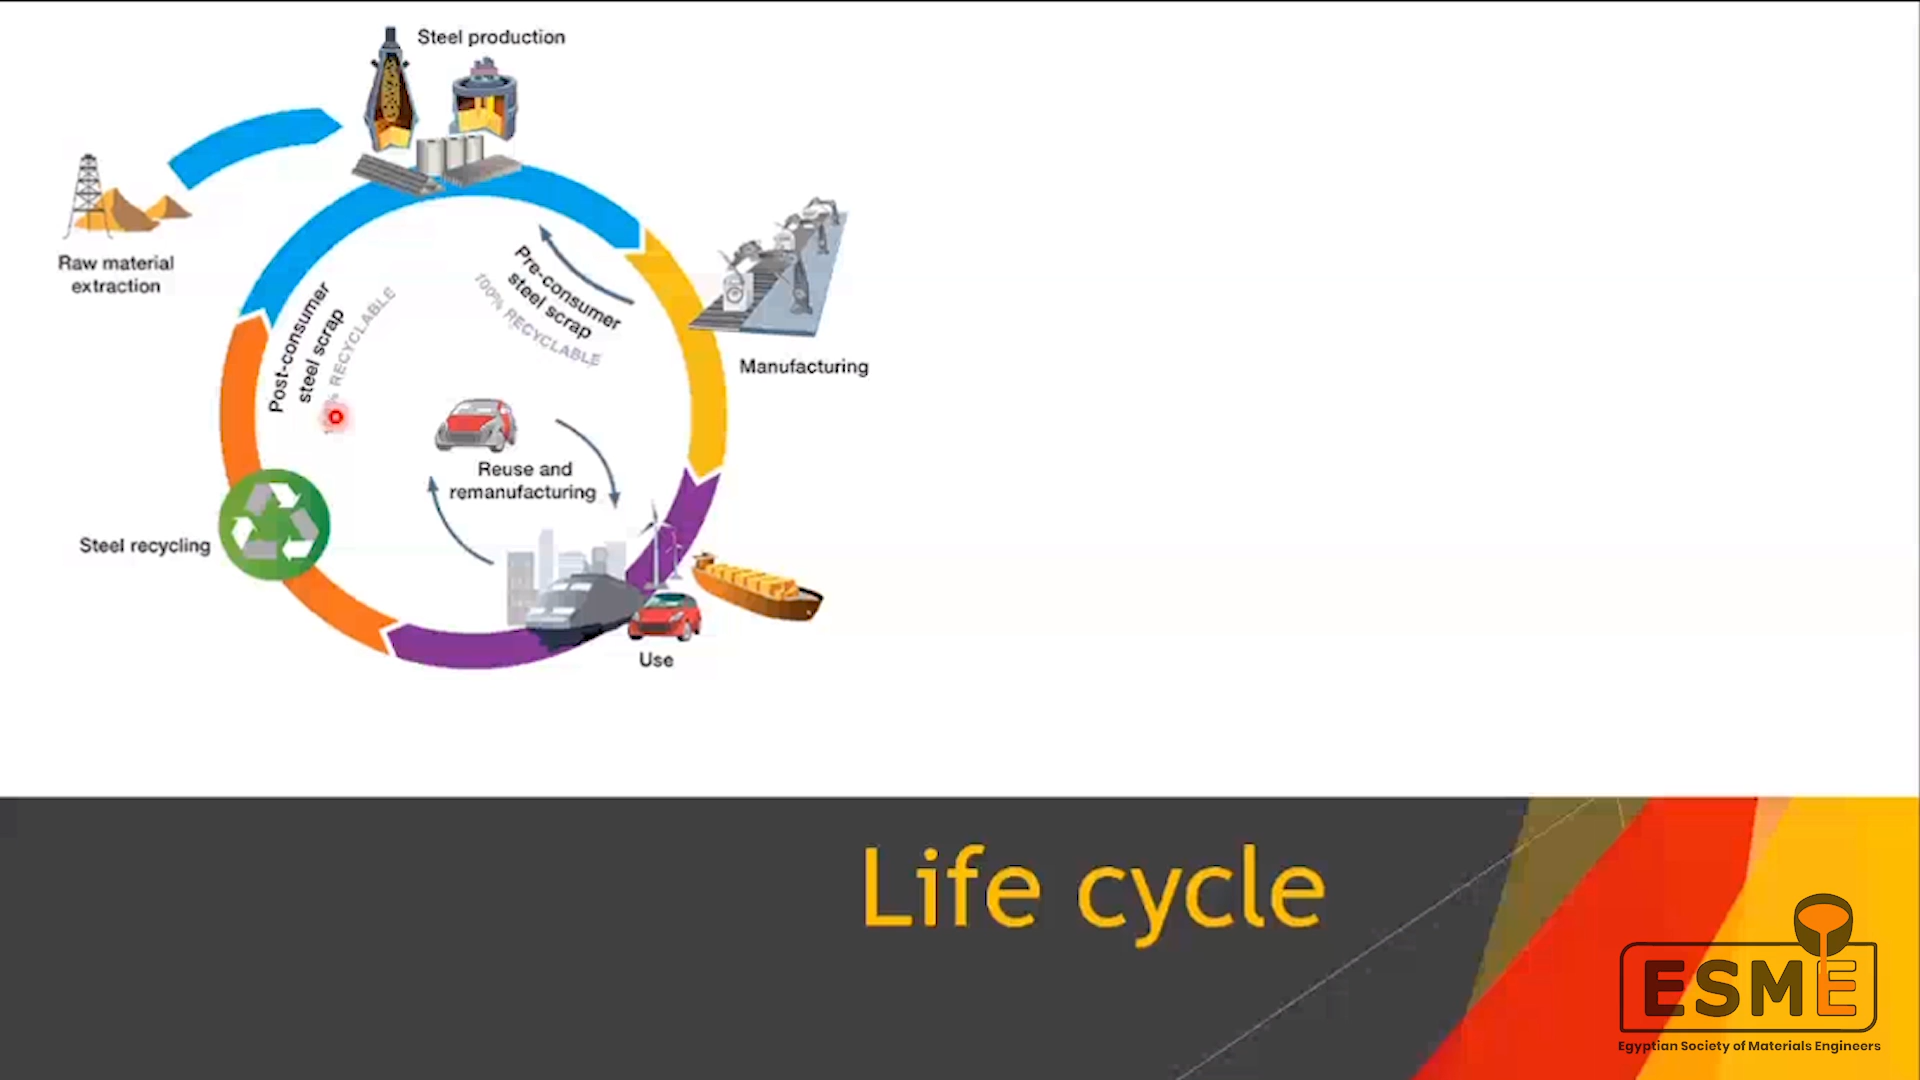 Steel production
Raw material
extraction
Pre-consumer
steel scrap
100% RECYCLABLE
Post-consumer
steel scrap
% RECYCLABLE
Manufacturing
Reuse and
remanufacturing
Steel recycling
Use
Life cycle
ESME
Egyptian Society of Materials Engineers